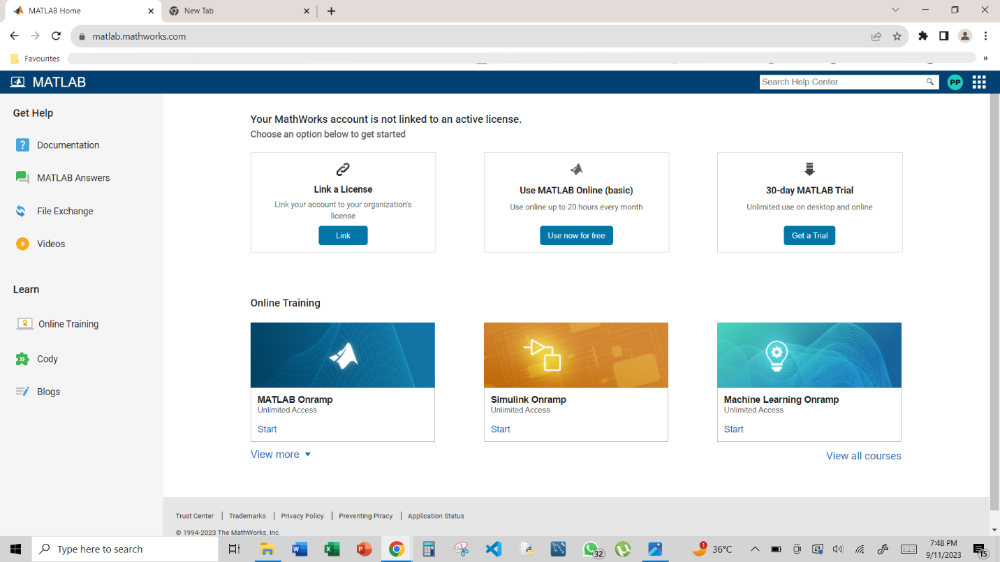 MATLAB Home
New Tab
matlab.mathworks.com
Favourites
»
MATLAB
Search Help Center
PP
Get Help
Documentation
MATLAB Answers
File Exchange
Videos
Learn
Online Training
Cody
Blogs
Your MathWorks account is not linked to an active license.
Choose an option below to get started
Link a License
Link your account to your organization's
license
Link
Use MATLAB Online (basic)
Use online up to 20 hours every month
Use now for free
30-day MATLAB Trial
Unlimited use on desktop and online
Get a Trial
Online Training
MATLAB Onramp
Unlimited Access
Start
Simulink Onramp
Unlimited Access
Start
Machine Learning Onramp
Unlimited Access
Start
View more
View all courses
Trust Center | Trademarks | Privacy Policy | Preventing Piracy | Application Status
© 1994-2023 The MathWorks, Inc.
Type here to search
32
1
36°C
7:48 PM
9/11/2023
15